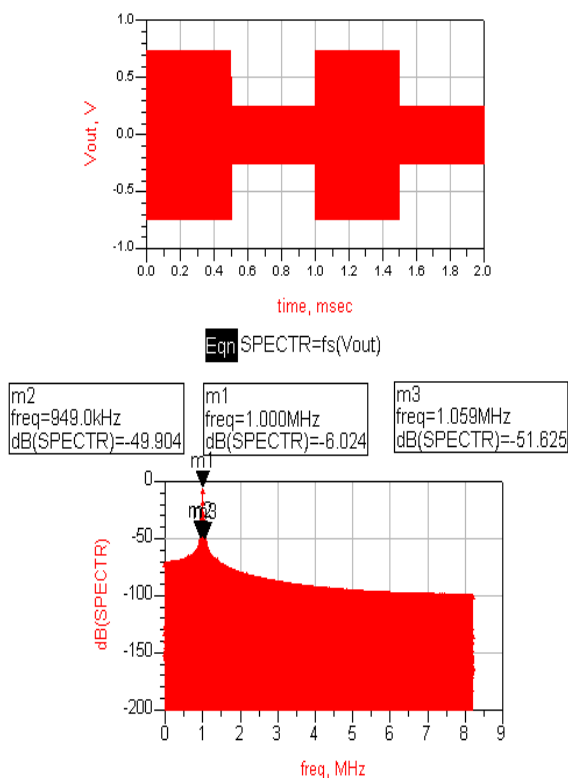 1.0
0.5
0.0
-0.5
-1.0
Vout, V
0.0 0.2 0.4 0.6 0.8 1.0 1.2 1.4 1.6 1.8 2.0
time, msec
Eqn SPECTR=fs(Vout)
m2
freq=949.0kHz
dB(SPECTR)=-49.904
m1
freq=1.000MHz
dB(SPECTR)=-6.024
m3
freq=1.059MHz
dB(SPECTR)=-51.625
m1
m2
m3
0
-50
-100
-150
-200
dB(SPECTR)
0 1 2 3 4 5 6 7 8 9
freq, MHz